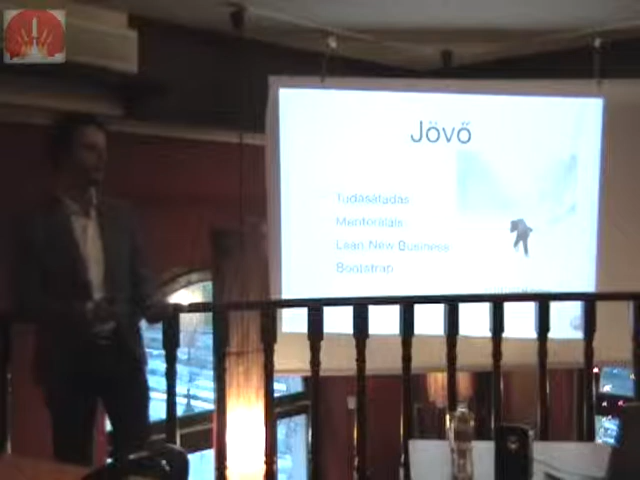 Jövő
Tudásátadás
Mentorálás
Lean New Business
Bootstrap